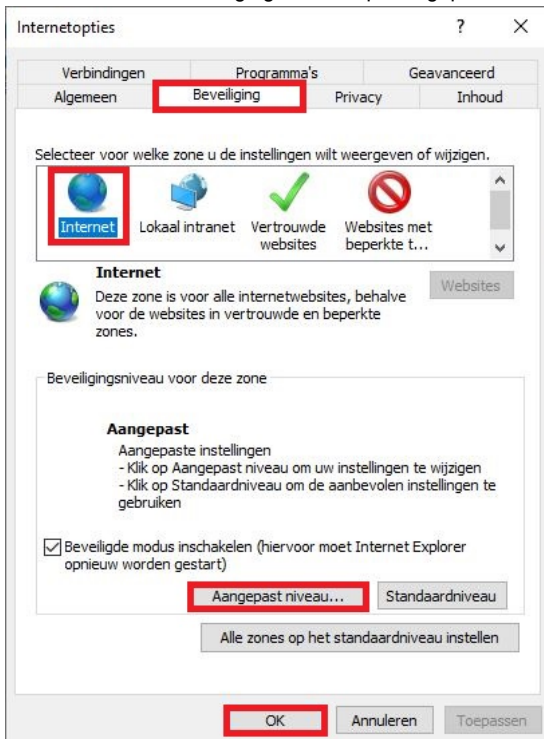 Internetopties ? X
Verbindingen Programma's Geavanceerd
Algemeen Beveiliging Privacy Inhoud
Selecteer voor welke zone u de instellingen wilt weergeven of wijzigen.
Internet Lokaal intranet Vertrouwde websites Websites met beperkte t...
Internet
Deze zone is voor alle internetwebsites, behalve
voor de websites in vertrouwde en beperkte
zones.
Websites
Beveiligingsniveau voor deze zone
Aangepast
Aangepaste instellingen
- Klik op Aangepast niveau om uw instellingen te wijzigen
- Klik op Standaardniveau om de aanbevolen instellingen te
gebruiken
Beveiligde modus inschakelen (hiervoor moet Internet Explorer
opnieuw worden gestart)
Aangepast niveau... Standaardniveau
Alle zones op het standaardniveau instellen
OK Annuleren Toepassen